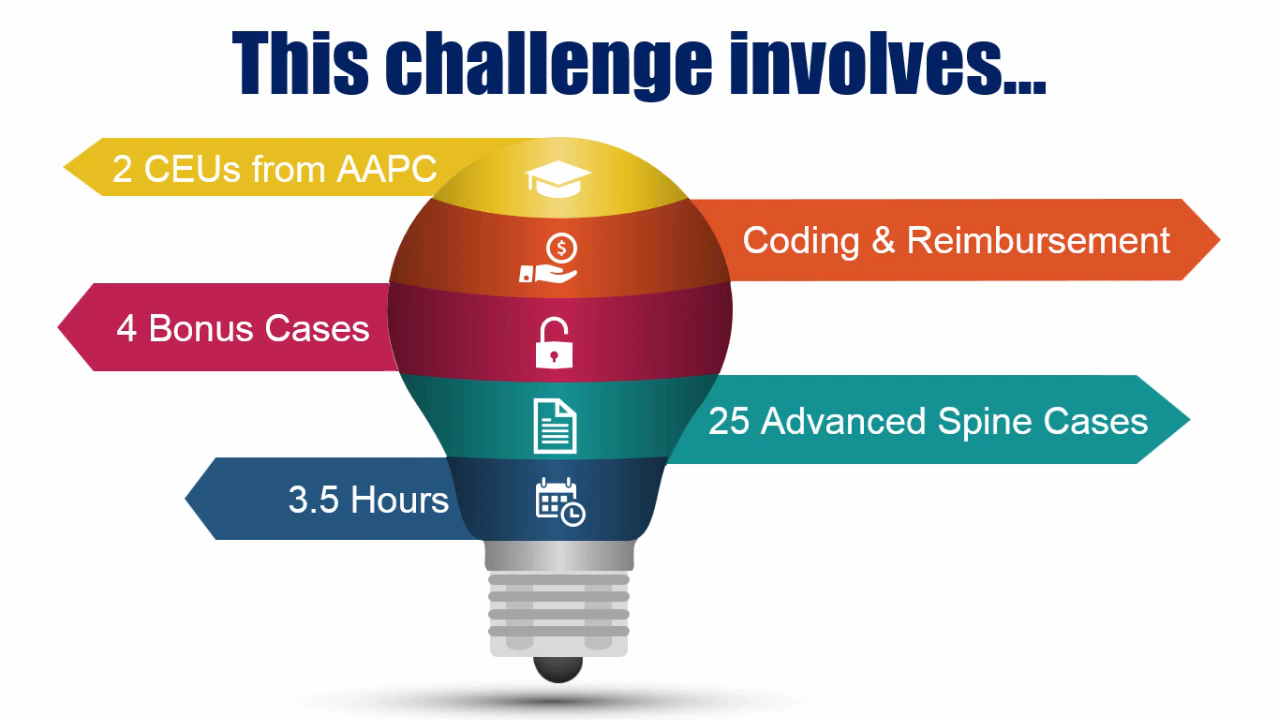 This challenge involves...
2 CEUs from AAPC
Coding & Reimbursement
$
4 Bonus Cases
25 Advanced Spine Cases
3.5 Hours